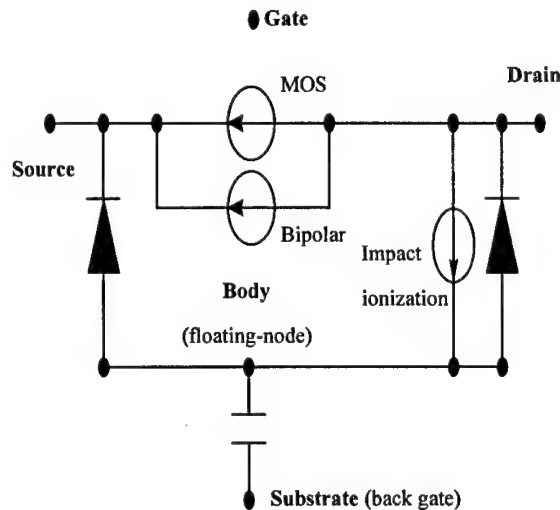 Gate
MOS
Drain
Source
Bipolar
Impact
ionization
Body
(floating-node)
Substrate (back gate)